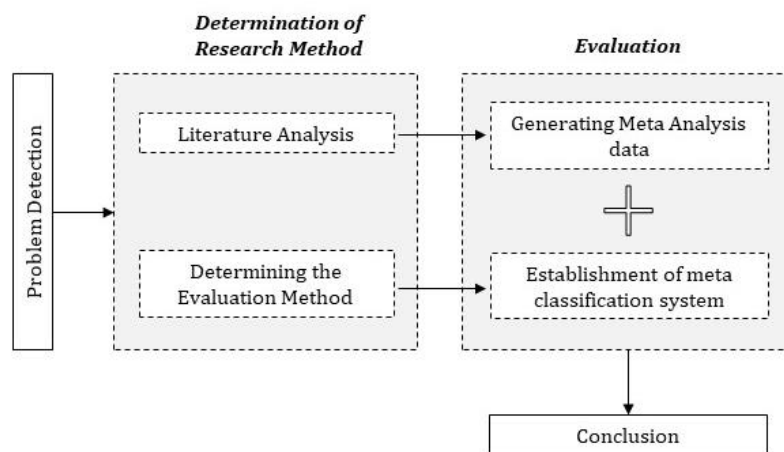 Determination of
Research Method
Evaluation
Problem Detection
Literature Analysis
Generating Meta Analysis
data
Determining the
Evaluation Method
Establishment of meta
classification system
Conclusion